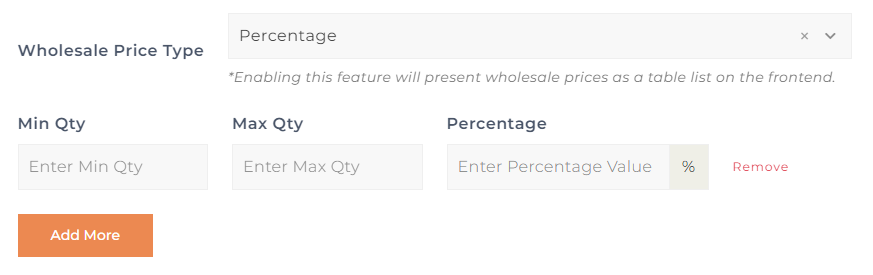 Wholesale Price Type
Percentage
*Enabling this feature will present wholesale prices as a table list on the frontend.
Min Qty
Max Qty
Percentage
Enter Min Qty
Enter Max Qty
Enter Percentage Value
%
Remove
Add More